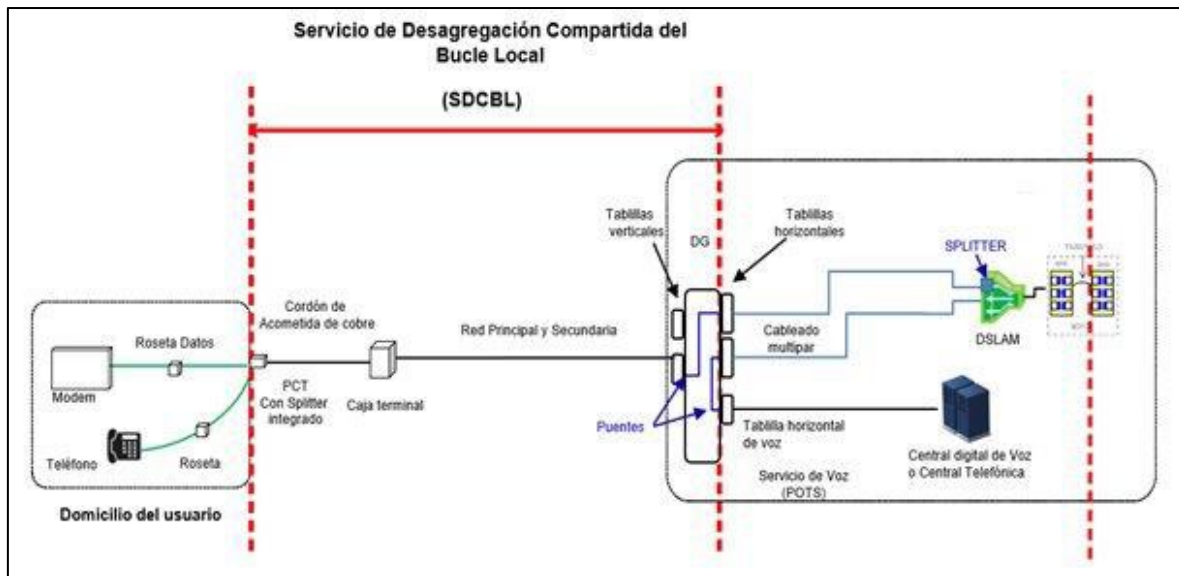 Servicio de Desagregación Compartida del
Bucle Local
(SDCBL)
Tablillas
verticales
DG
Tablillas
horizontales
SPLITTER
DSLAM
Cordón de
Acometida de cobre
Red Principal y Secundaria
Cableado
multipar
Roseta Datos
Modem
PCT
Con Splitter
integrado
Caja terminal
Puentes
Tablilla horizontal
de voz
Central digital de Voz
o Central Telefónica
Teléfono
Roseta
Servicio de Voz
(POTS)
Domicilio del usuario